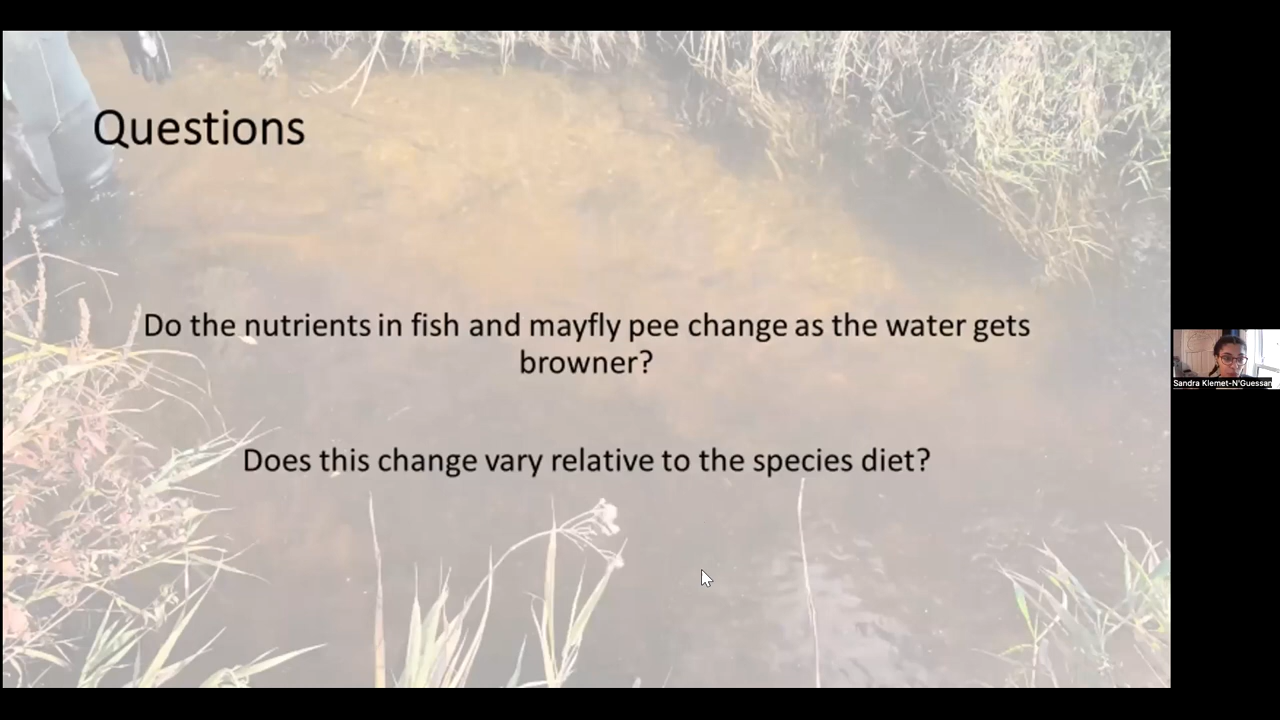 Questions
Do the nutrients in fish and mayfly pee change as the water gets
browner?
Does this change vary relative to the species diet?
Sandra Klemet-N'Guessan